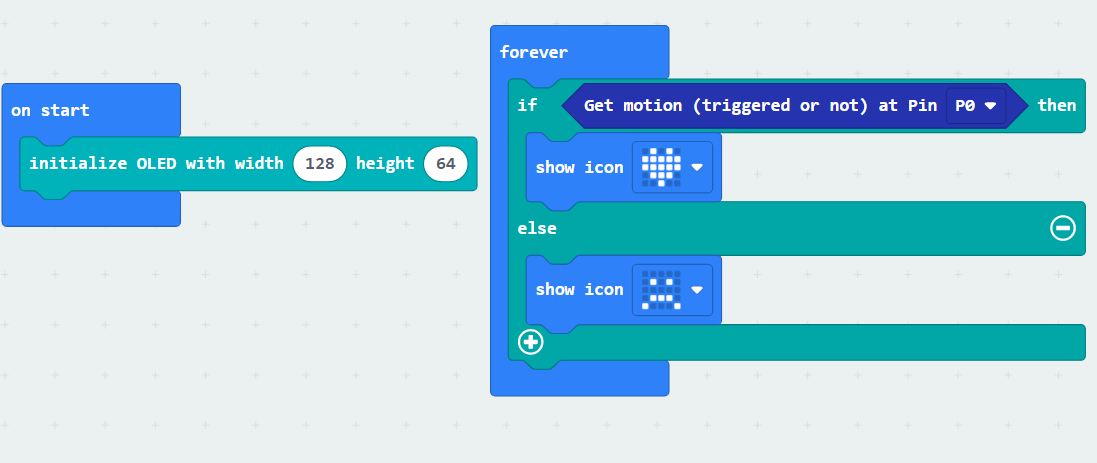 on start
initialize OLED with width 128 height 64
forever
if Get motion (triggered or not) at Pin P0 then
show icon
else
show icon